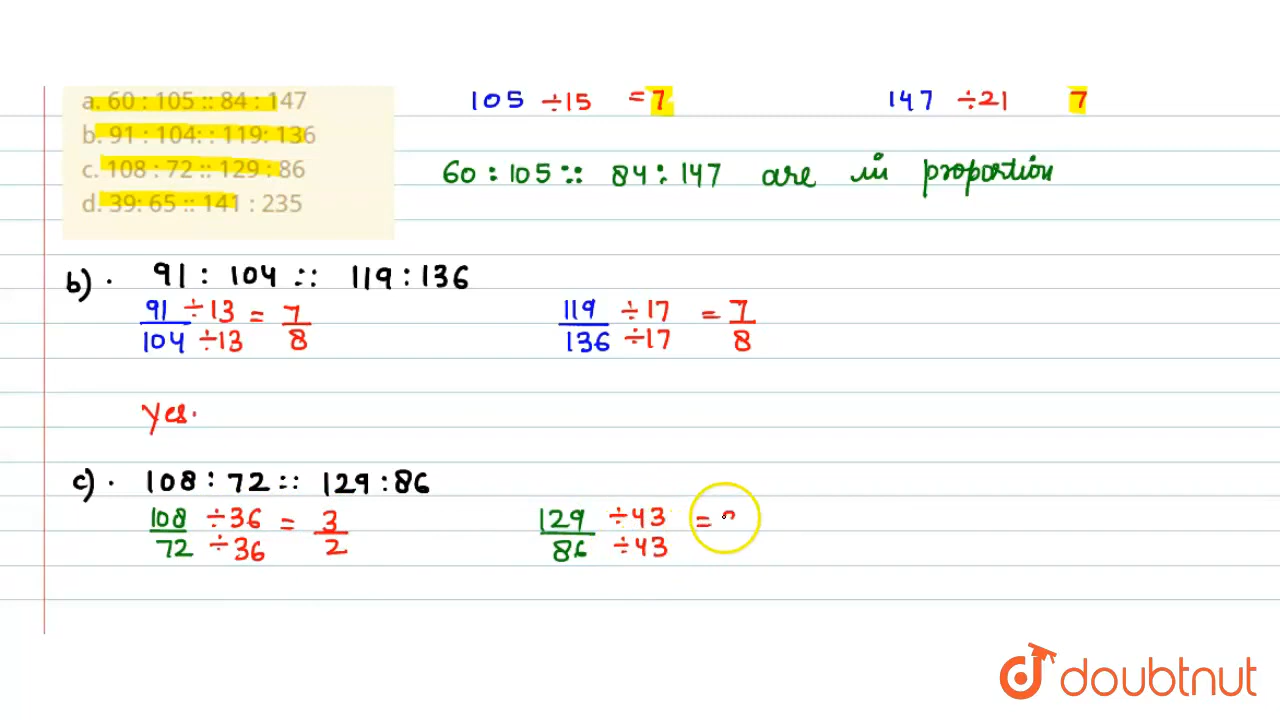 a. 60 : 105 :: 84 : 147
b. 91 : 104: : 119: 136
c. 108 : 72 :: 129 : 86
d. 39: 65 :: 141 : 235
105 ÷15 = 7
147 ÷21 7
60 : 105 :: 84 : 147 are in proportion
b). 91 : 104 :: 119 : 136
91 ÷13 = 7
104 ÷13 8
119 ÷17 = 7
136 ÷17 8
Yes.
c). 108 : 72 :: 129 : 86
108 ÷36 = 3
72 ÷36 2
129 ÷43 =
86 ÷43
doubtnut